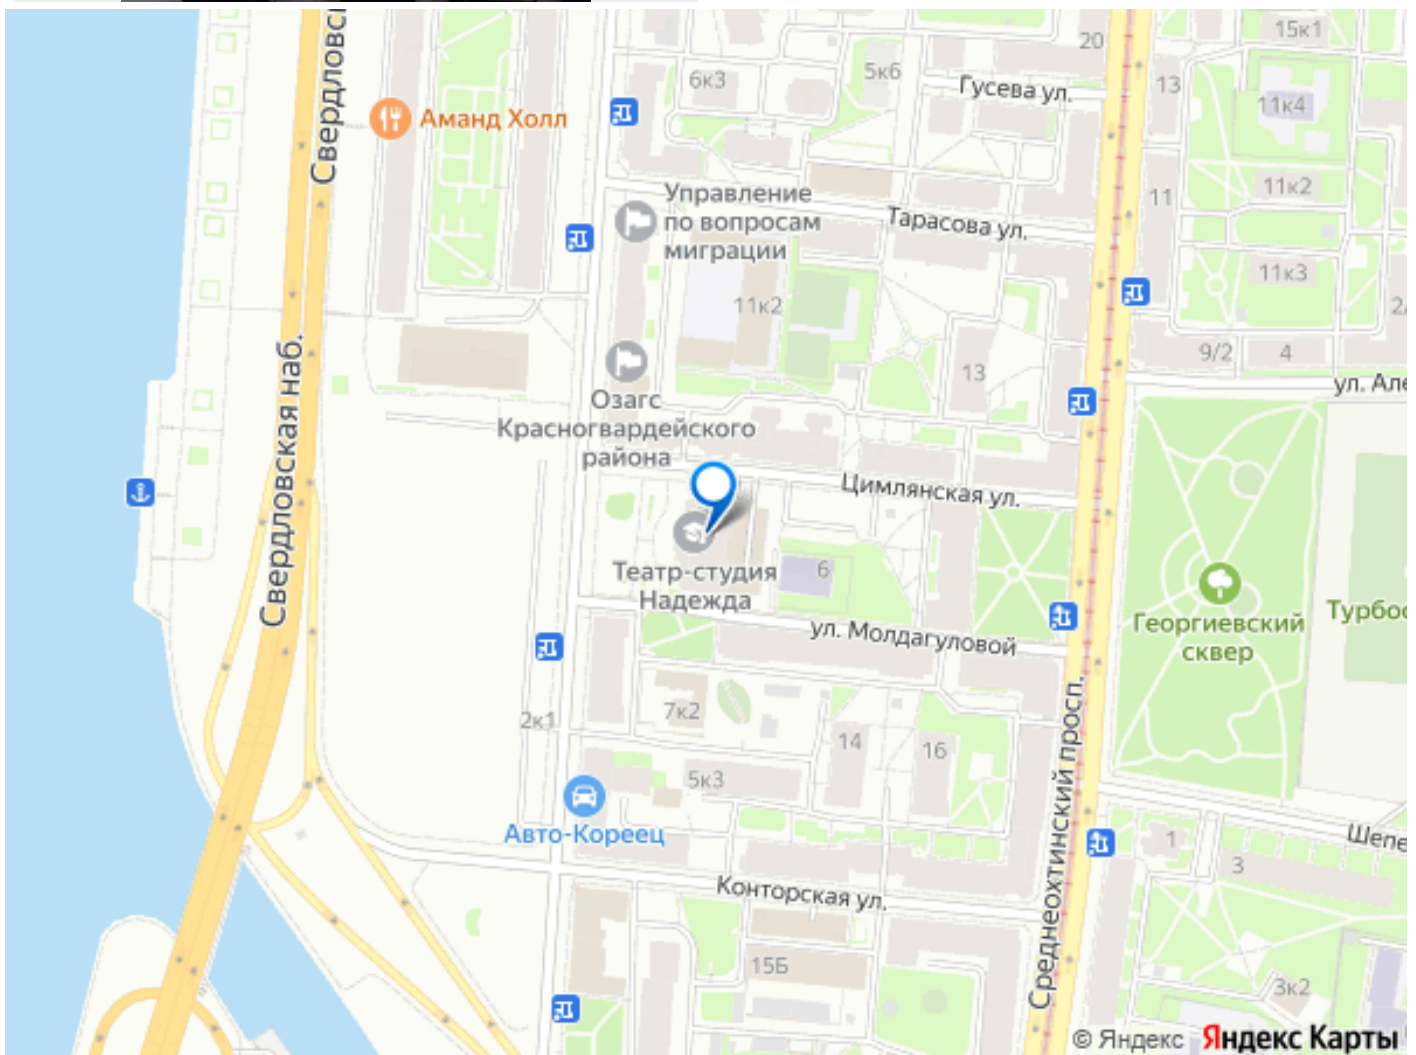 Свердловск
20
15к1
6к3
5к6
13
Гусева ул.
11к4
Аманд Холл
11к2
11
Управление
по вопросам
миграции
Тарасова ул.
11к3
11к2
Свердловская наб.
9/2
4
13
ул. Але
Озагс
Красногвардейского
района
Цимлянская ул.
Театр-студия
Надежда
6
Георгиевский
сквер
Турбос
ул. Молдагуловой
7к2
2к1
14
16
5к3
Среднеохтинский просп.
Авто-Кореец
1
Шепе
3
Конторская ул.
15Б
3к2
© Яндекс
Яндекс Карты